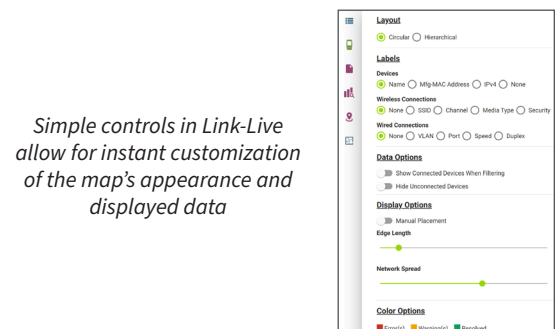 Simple controls in Link-Live
allow for instant customization
of the map's appearance and
displayed data
Layout
Circular Hierarchical
Labels
Devices
Name Mfg-MAC Address IPv4 None
Wireless Connections
None SSID Channel Media Type Security
Wired Connections
None VLAN Port Speed Duplex
Data Options
Show Connected Devices When Filtering
Hide Unconnected Devices
Display Options
Manual Placement
Edge Length
Network Spread
Color Options
Error(s) Warning(s) Resolved